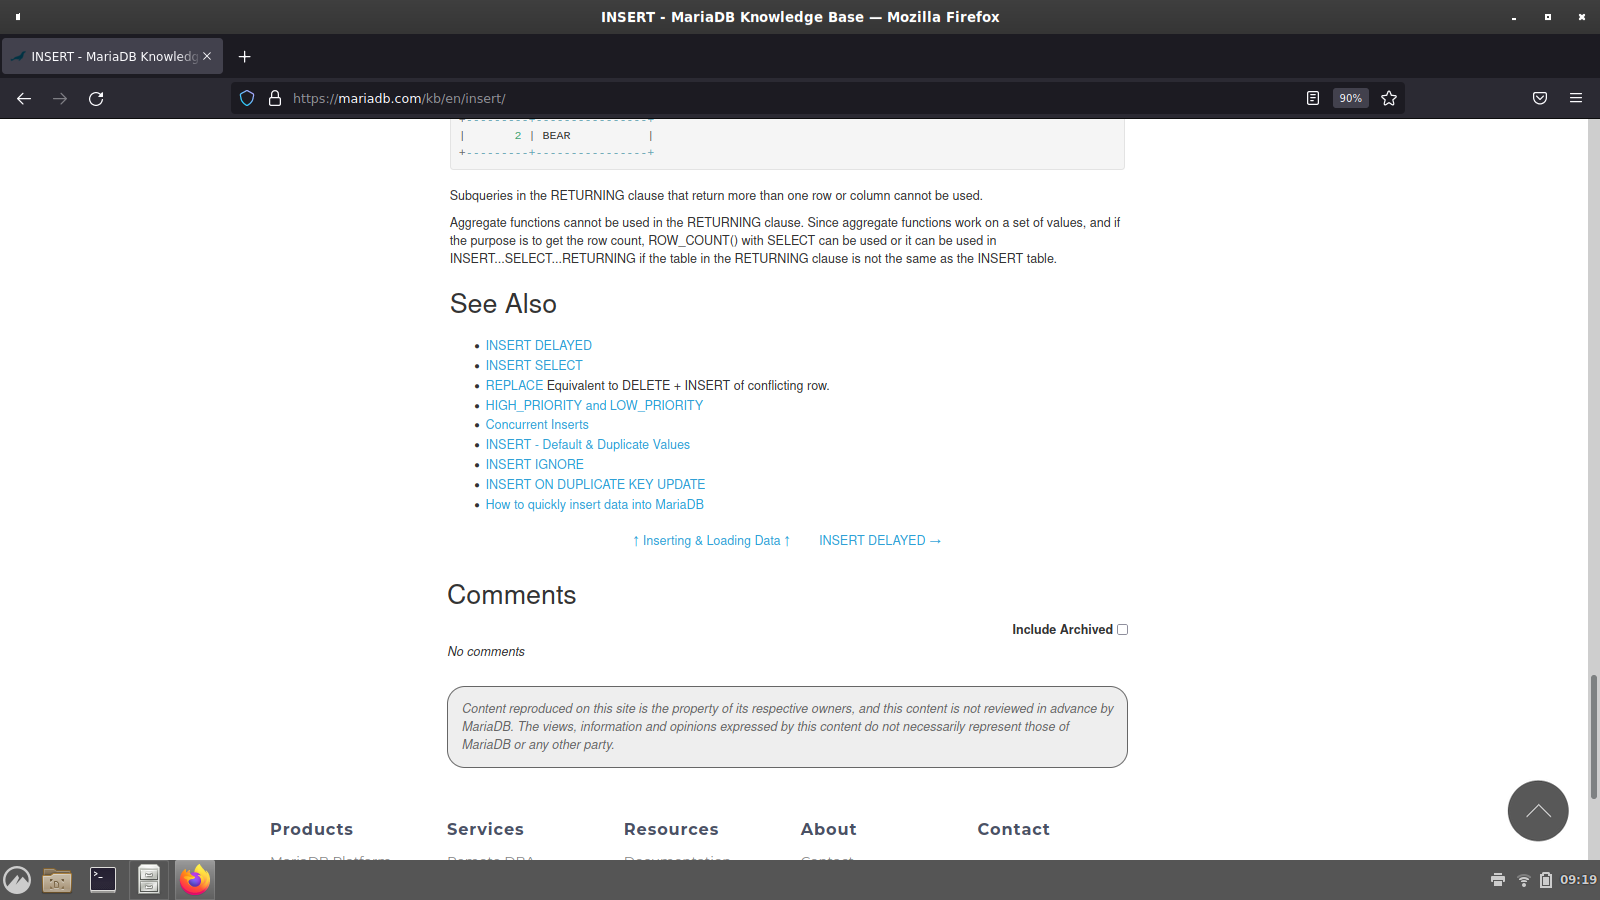 INSERT - MariaDB Knowledge Base — Mozilla Firefox
INSERT - MariaDB Knowledg
https://mariadb.com/kb/en/insert/
90%
+---------+----------------+
|       2 | BEAR           |
+---------+----------------+
Subqueries in the RETURNING clause that return more than one row or column cannot be used.
Aggregate functions cannot be used in the RETURNING clause. Since aggregate functions work on a set of values, and if
the purpose is to get the row count, ROW_COUNT() with SELECT can be used or it can be used in
INSERT...SELECT...RETURNING if the table in the RETURNING clause is not the same as the INSERT table.
See Also
• INSERT DELAYED
• INSERT SELECT
• REPLACE Equivalent to DELETE + INSERT of conflicting row.
• HIGH_PRIORITY and LOW_PRIORITY
• Concurrent Inserts
• INSERT - Default & Duplicate Values
• INSERT IGNORE
• INSERT ON DUPLICATE KEY UPDATE
• How to quickly insert data into MariaDB
↑ Inserting & Loading Data ↑ INSERT DELAYED →
Comments
Include Archived
No comments
Content reproduced on this site is the property of its respective owners, and this content is not reviewed in advance by
MariaDB. The views, information and opinions expressed by this content do not necessarily represent those of
MariaDB or any other party.
Products Services Resources About Contact
MariaDB Platform Remote DBA Documentation Contact
09:19